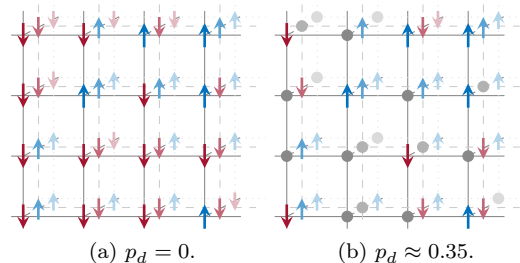 (a) p_d = 0.
(b) p_d ≈ 0.35.